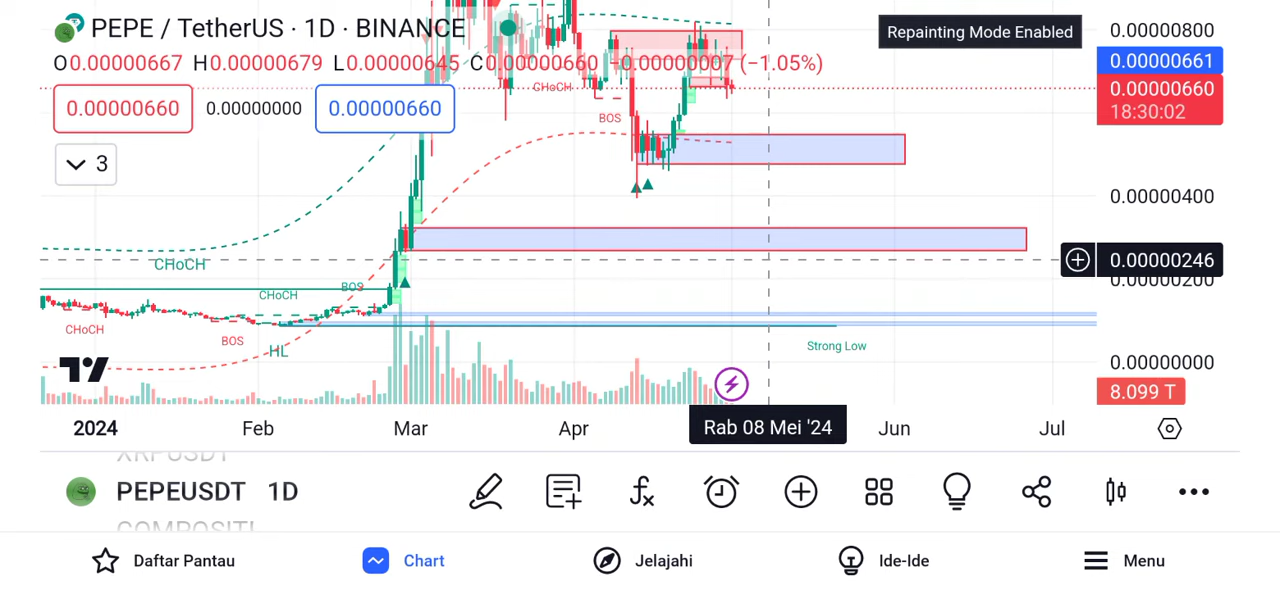 PEPE / TetherUS · 1D · BINANCE
Repainting Mode Enabled
0.00000800
O0.00000667 H0.00000679 L0.00000645 C0.00000660 −0.00000007 (−1.05%)
0.00000661
0.00000660
18:30:02
0.00000660
0.00000000
0.00000660
CHoCH
BOS
3
0.00000400
CHoCH
0.00000246
0.00000200
CHoCH
BOS
CHoCH
BOS
HL
Strong Low
0.00000000
8.099 T
2024
Feb
Mar
Apr
Rab 08 Mei '24
Jun
Jul
XRPUSDT
PEPEUSDT 1D
COMPOSITI
Daftar Pantau
Chart
Jelajahi
Ide-Ide
Menu